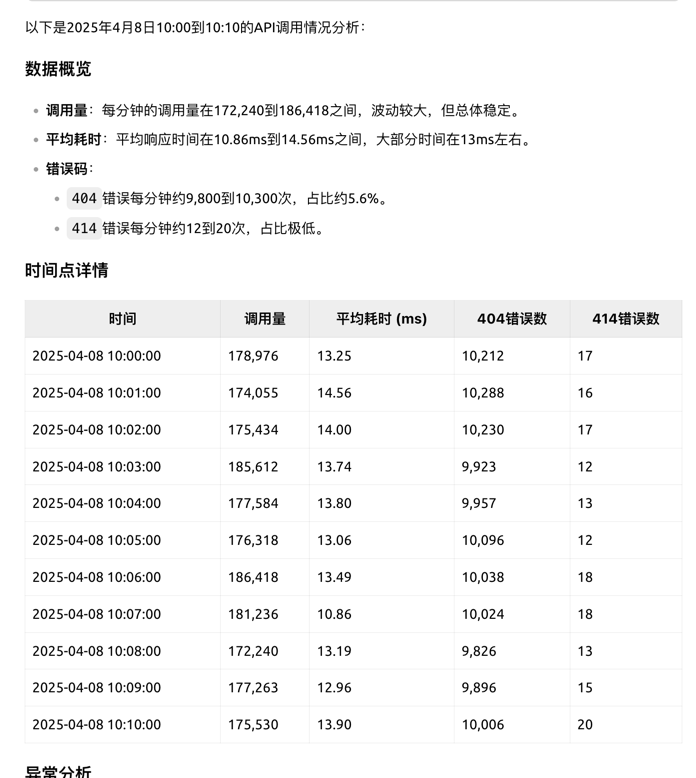 以下是2025年4月8日10:00到10:10的API调用情况分析：
数据概览
调用量：每分钟的调用量在172,240到186,418之间，波动较大，但总体稳定。
平均耗时：平均响应时间在10.86ms到14.56ms之间，大部分时间在13ms左右。
错误码：
404 错误每分钟约9,800到10,300次，占比约5.6%。
414 错误每分钟约12到20次，占比极低。
时间点详情
时间 调用量 平均耗时 (ms) 404错误数 414错误数
2025-04-08 10:00:00 178,976 13.25 10,212 17
2025-04-08 10:01:00 174,055 14.56 10,288 16
2025-04-08 10:02:00 175,434 14.00 10,230 17
2025-04-08 10:03:00 185,612 13.74 9,923 12
2025-04-08 10:04:00 177,584 13.80 9,957 13
2025-04-08 10:05:00 176,318 13.06 10,096 12
2025-04-08 10:06:00 186,418 13.49 10,038 18
2025-04-08 10:07:00 181,236 10.86 10,024 18
2025-04-08 10:08:00 172,240 13.19 9,826 13
2025-04-08 10:09:00 177,263 12.96 9,896 15
2025-04-08 10:10:00 175,530 13.90 10,006 20
异常分析